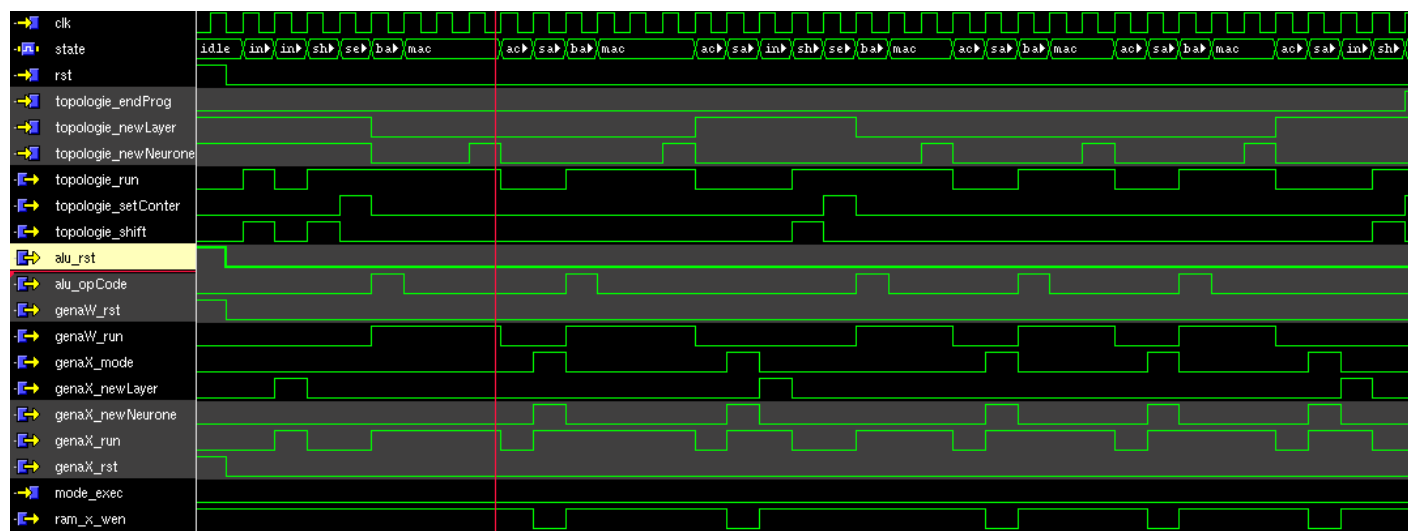 clk
state idle in in sh se ba mac ac sa ba mac ac sa in sh se ba mac ac sa ba mac ac sa ba mac ac sa in sh
rst
topologie_endProg
topologie_newLayer
topologie_newNeurone
topologie_run
topologie_setConter
topologie_shift
alu_rst
alu_opCode
genaW_rst
genaW_run
genaX_mode
genaX_newLayer
genaX_newNeurone
genaX_run
genaX_rst
mode_exec
ram_x_wen